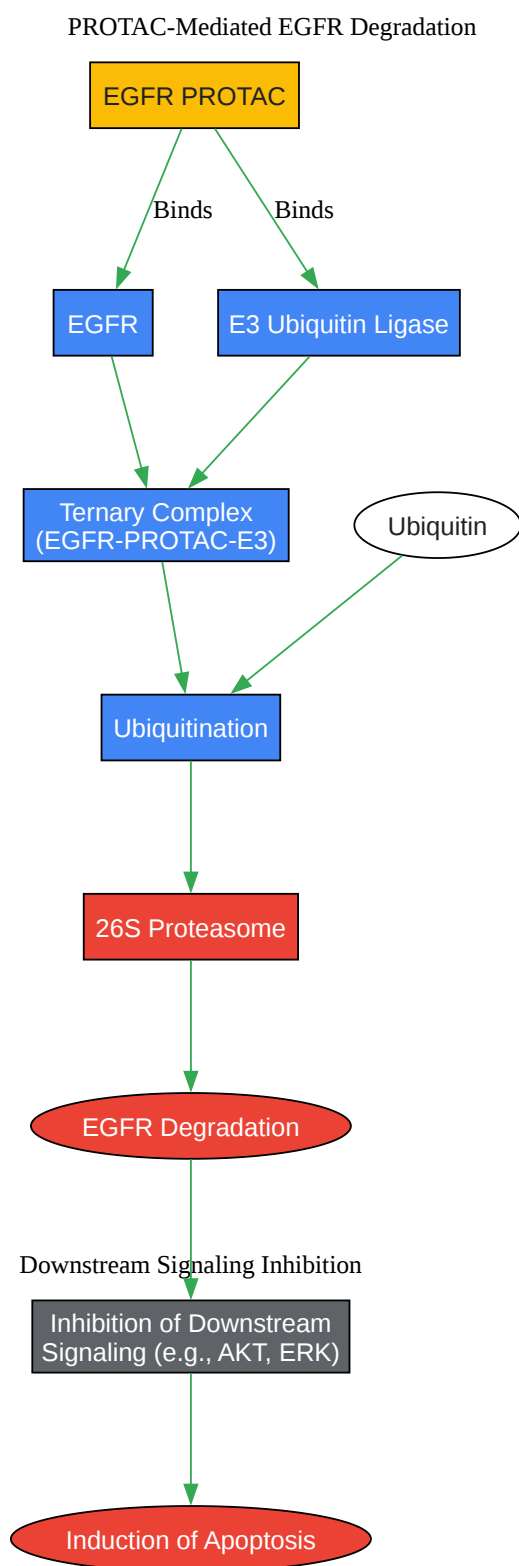 PROTAC-Mediated EGFR Degradation
EGFR PROTAC
Binds
Binds
EGFR
E3 Ubiquitin Ligase
Ternary Complex
(EGFR-PROTAC-E3)
Ubiquitin
Ubiquitination
26S Proteasome
EGFR Degradation
Downstream Signaling Inhibition
Inhibition of Downstream
Signaling (e.g., AKT, ERK)
Induction of Apoptosis